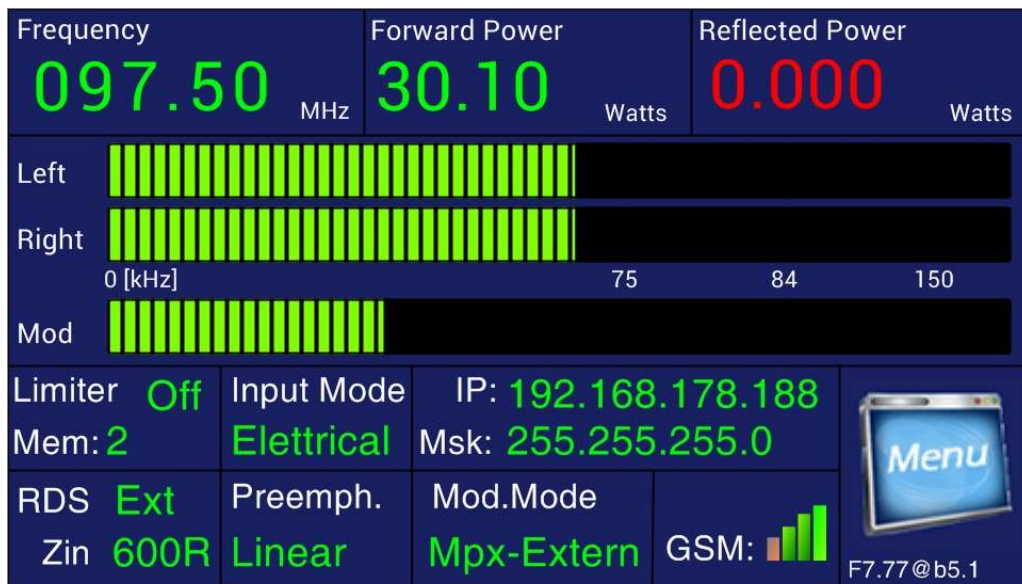 Frequency
097.50 MHz
Forward Power
30.10 Watts
Reflected Power
0.000 Watts
Left
Right
0 [kHz] 75 84 150
Mod
Limiter Off
Mem: 2
Input Mode
Elettrical
IP: 192.168.178.188
Msk: 255.255.255.0
Menu
RDS Ext
Zin 600R
Preemph.
Linear
Mod.Mode
Mpx-Extern
GSM:
F7.77@b5.1